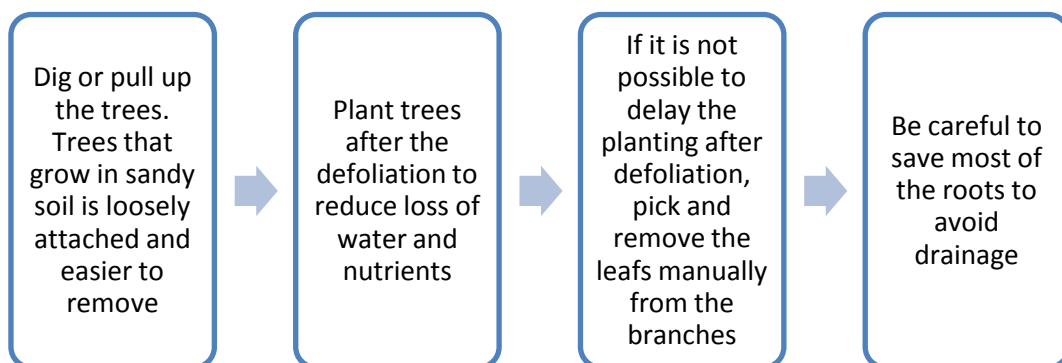 Dig or pull up
the trees.
Trees that
grow in sandy
soil is loosely
attached and
easier to
remove
Plant trees
after the
defoliation to
reduce loss of
water and
nutrients
If it is not
possible to
delay the
planting after
defoliation,
pick and
remove the
leafs manually
from the
branches
Be careful to
save most of
the roots to
avoid
drainage